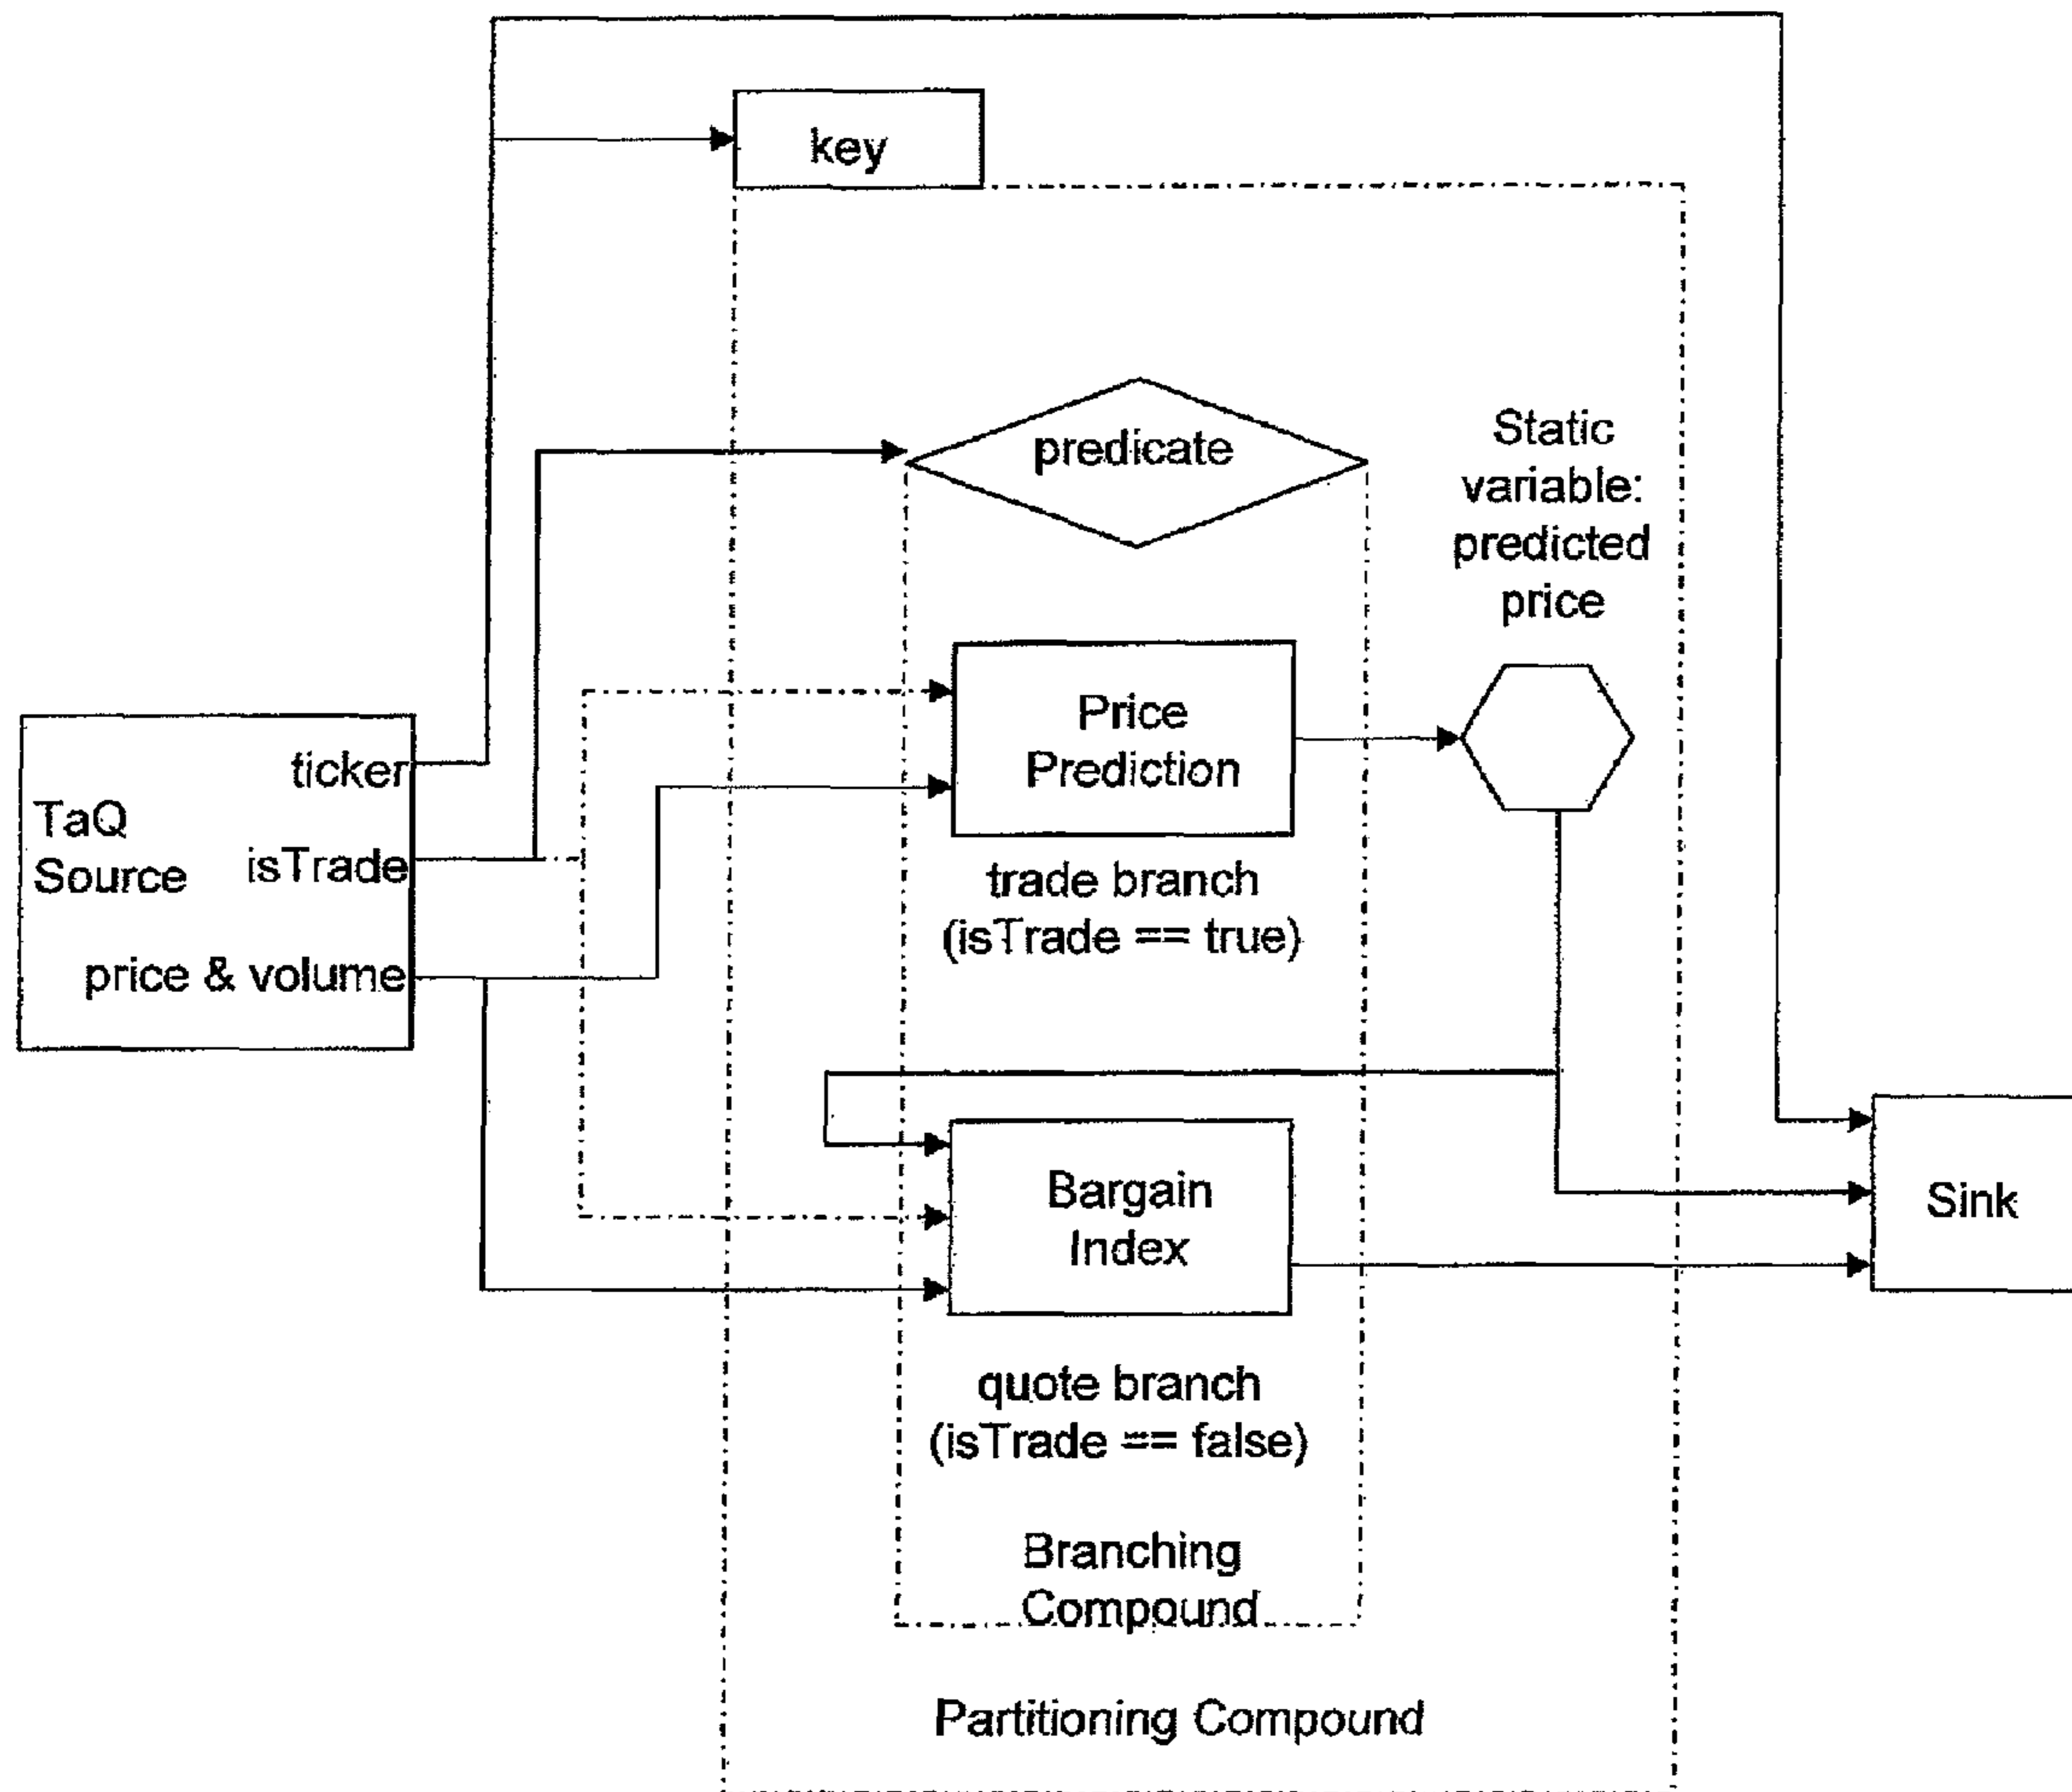 key
predicate
Static
variable:
predicted
price
Price
Prediction
ticker
TaQ
Source
isTrade
price & volume
trade branch
(isTrade == true)
Bargain
Index
Sink
quote branch
(isTrade == false)
Branching
Compound
Partitioning Compound